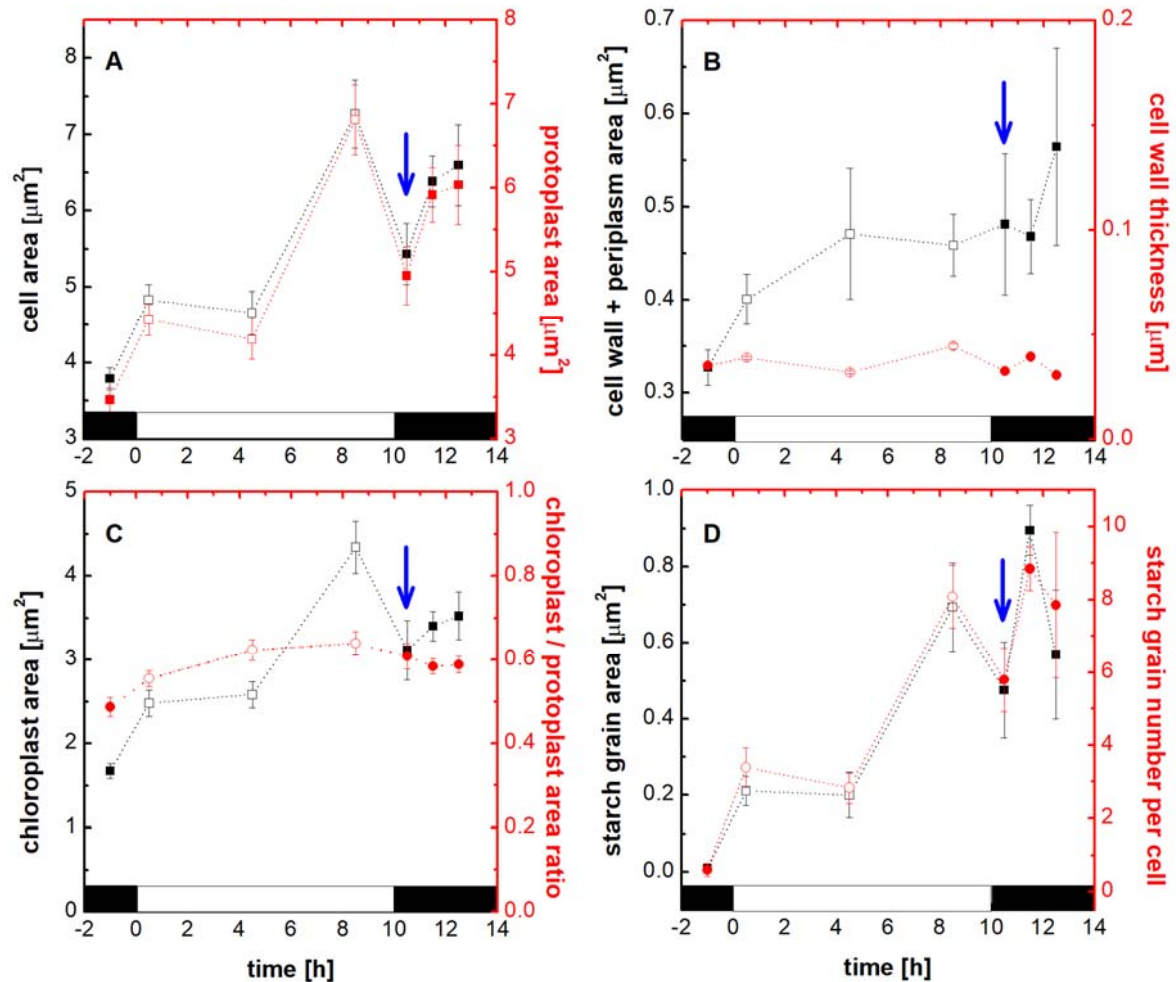 A
cell area [μm²]
8
7
6
5
4
3
protoplast area [μm²]
8
7
6
5
4
3
-2 0 2 4 6 8 10 12 14
B
cell wall + periplasm area [μm²]
0.7
0.6
0.5
0.4
0.3
cell wall thickness [μm]
0.2
0.1
0.0
-2 0 2 4 6 8 10 12 14
C
chloroplast area [μm²]
5
4
3
2
1
0
chloroplast / protoplast area ratio
1.0
0.8
0.6
0.4
0.2
0.0
-2 0 2 4 6 8 10 12 14
time [h]
D
starch grain area [μm²]
1.0
0.8
0.6
0.4
0.2
0.0
starch grain number per cell
10
8
6
4
2
0
-2 0 2 4 6 8 10 12 14
time [h]